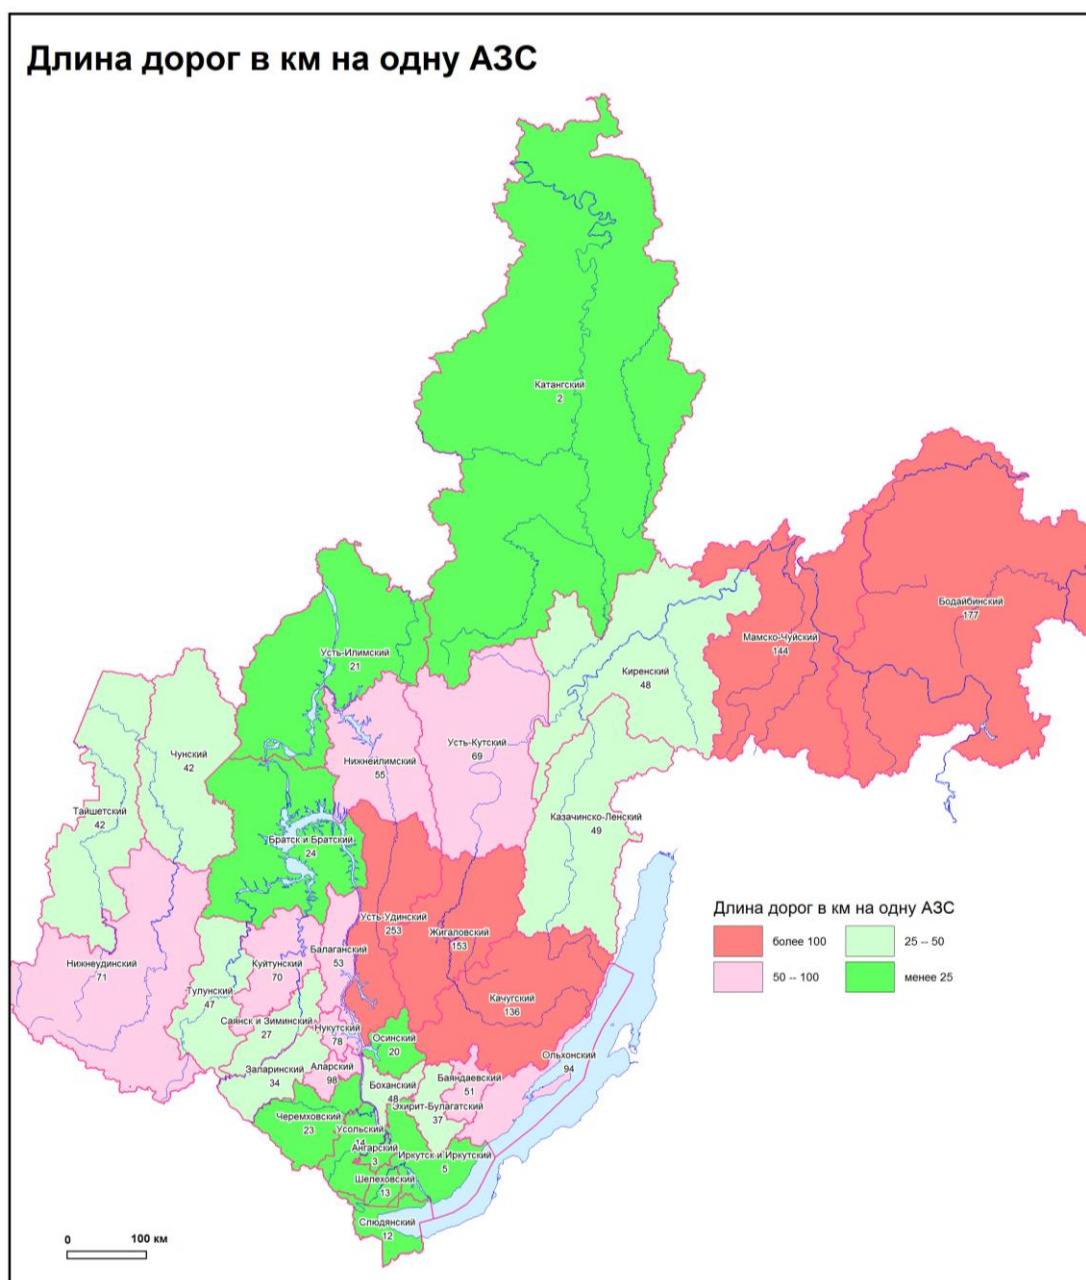 Длина дорог в км на одну АЗС
Катангский
2
Бодайбинский
177
Мамско-Чуйский
144
Усть-Илимский
21
Киренский
48
Усть-Кутский
69
Чунский
42
Нижнеилимский
55
Тайшетский
42
Казачинско-Ленский
49
Братск и Братский
24
Усть-Удинский
253
Жигаловский
153
Балаганский
53
Нижнеудинский
71
Куйтунский
70
Тулунский
47
Качугский
136
Саянск и Зиминский
27
Нукутский
78
Осинский
20
Ольхонский
94
Заларинский
34
Аларский
98
Баяндаевский
51
Боханский
48
Эхирит-Булагатский
37
Черемховский
23
Усольский
14
Ангарский
3
Иркутск и Иркутский
5
Шелеховский
13
Слюдянский
12
Длина дорог в км на одну АЗС
более 100
25 -- 50
50 -- 100
менее 25
0 100 км